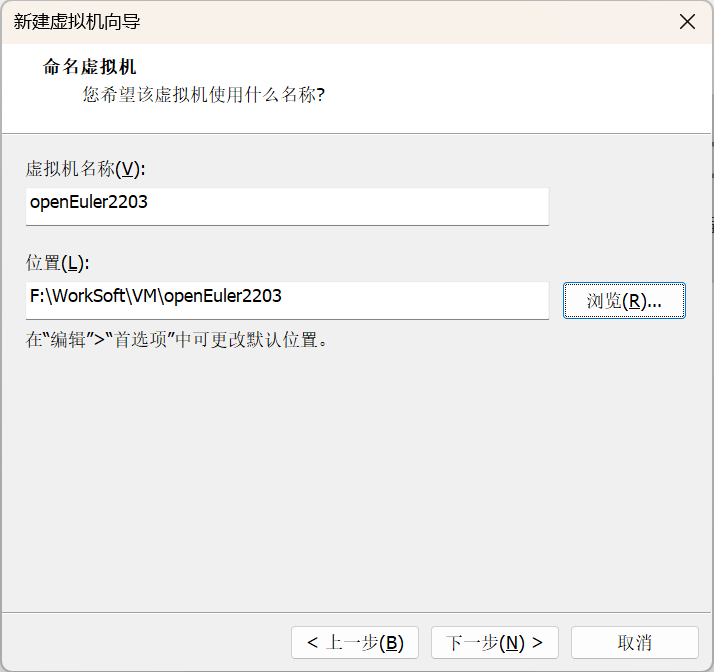 新建虚拟机向导
命名虚拟机
您希望该虚拟机使用什么名称?
虚拟机名称(V):
openEuler2203
位置(L):
F:\WorkSoft\VM\openEuler2203
浏览(R)...
在“编辑”>“首选项”中可更改默认位置。
< 上一步(B) 下一步(N) > 取消